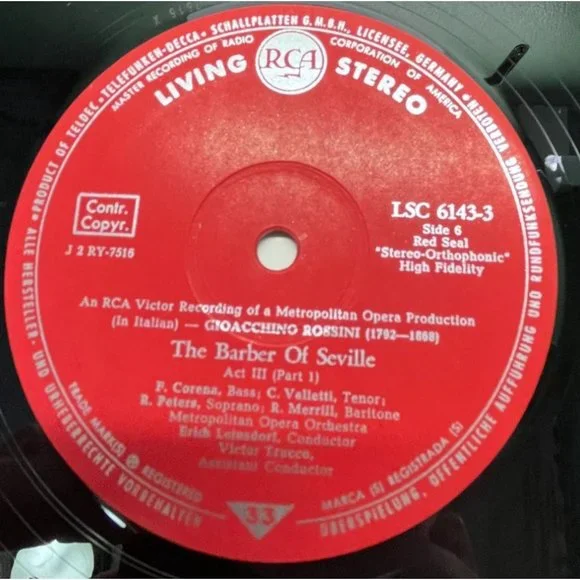 PRODUCT OF TELDEC · »TELEFUNKEN-DECCA« · SCHALLPLATTEN G.M.B.H., LICENSEE, GERMANY
MASTER RECORDING OF RADIO CORPORATION OF AMERICA
RCA
LIVING STEREO
Contr.
Copyr.
J 2 RY-7516
LSC 6143-3
Side 6
Red Seal
"Stereo-Orthophonic"
High Fidelity
An RCA Victor Recording of a Metropolitan Opera Production
(In Italian) — GIOACCHINO ROSSINI (1792—1868)
The Barber Of Seville
Act III (Part 1)
F. Corena, Bass; C. Valletti, Tenor;
R. Peters, Soprano; R. Merrill, Baritone
Metropolitan Opera Orchestra
Erich Leinsdorf, Conductor
Victor Trucco,
Assistant Conductor
TRADE MARK(S) ® REGISTERED
MARCA (S) REGISTRADA (S)
33
ALLE HERSTELLER- UND URHEBERRECHTE VORBEHALTEN
ÜBERSPIELUNG, ÖFFENTLICHE AUFFÜHRUNG UND RUNDFUNKSENDUNG VERBOTEN